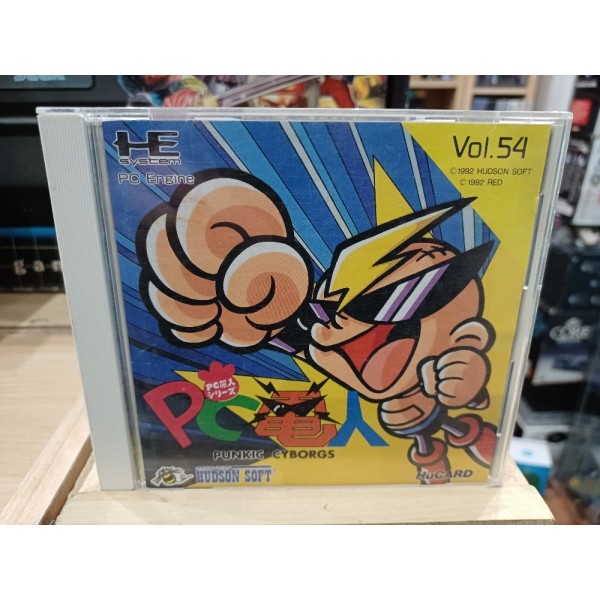 HE
system
PC Engine
Vol.54
©1992 HUDSON SOFT
©1992 RED
PC原人
シリーズ
PC電人
PUNKIC CYBORGS
HUDSON SOFT
HuCARD